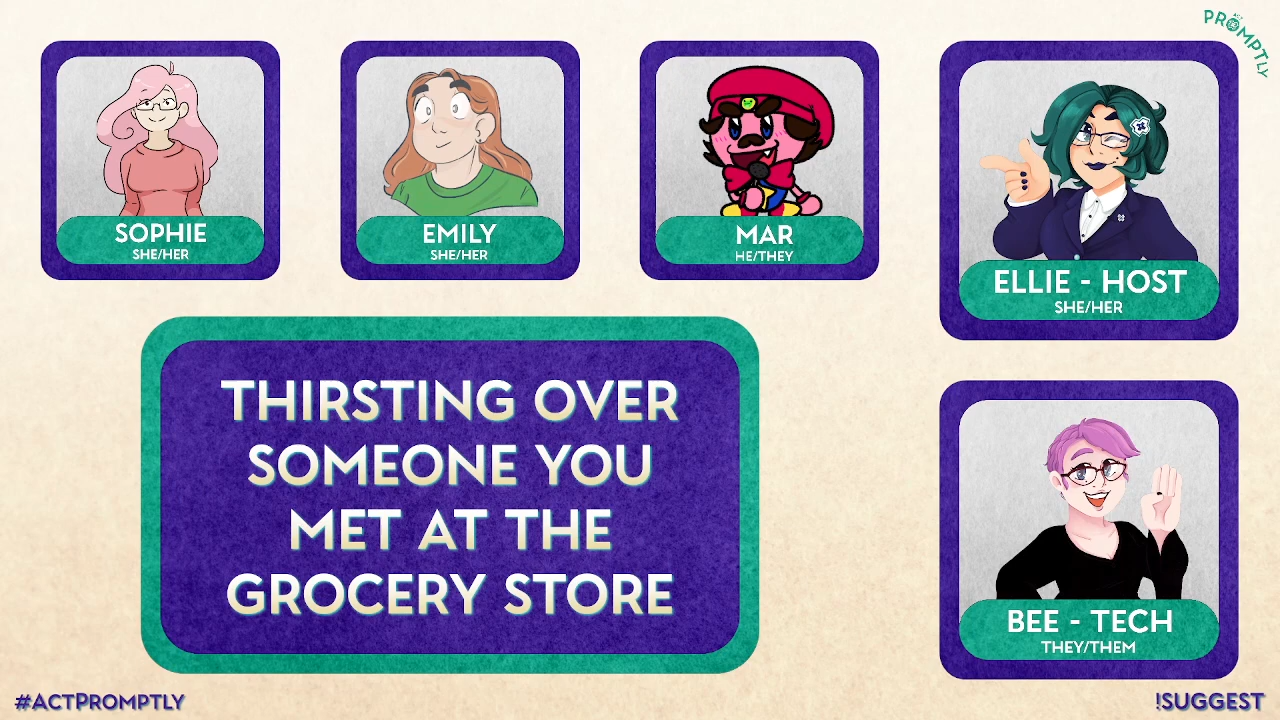 ACT
PROMPTLY
SOPHIE
SHE/HER
EMILY
SHE/HER
MAR
HE/THEY
ELLIE - HOST
SHE/HER
THIRSTING OVER
SOMEONE YOU
MET AT THE
GROCERY STORE
BEE - TECH
THEY/THEM
#ACTPROMPTLY
!SUGGEST